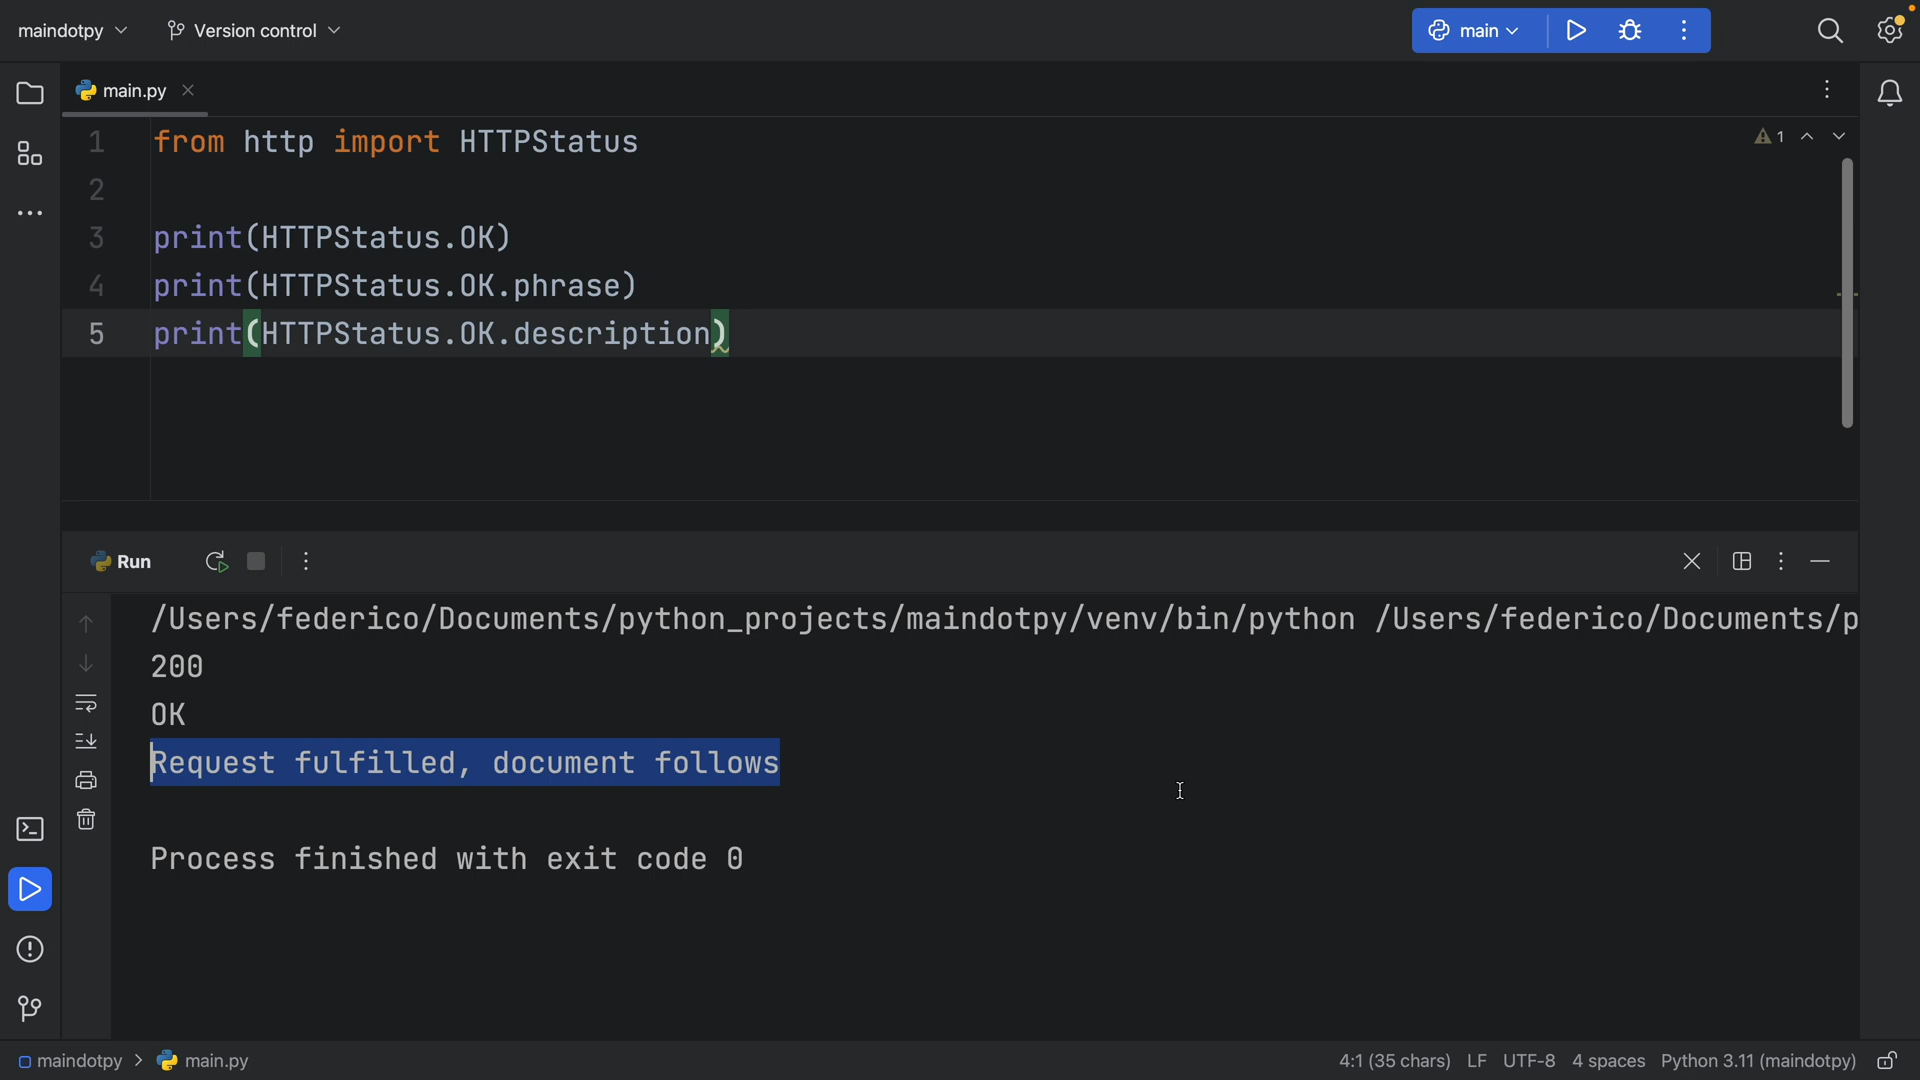 maindotpy Version control main
main.py
1 from http import HTTPStatus 1
2
3 print(HTTPStatus.OK)
4 print(HTTPStatus.OK.phrase)
5 print(HTTPStatus.OK.description)
Run
/Users/federico/Documents/python_projects/maindotpy/venv/bin/python /Users/federico/Documents/p
200
OK
Request fulfilled, document follows
Process finished with exit code 0
maindotpy > main.py 4:1 (35 chars) LF UTF-8 4 spaces Python 3.11 (maindotpy)